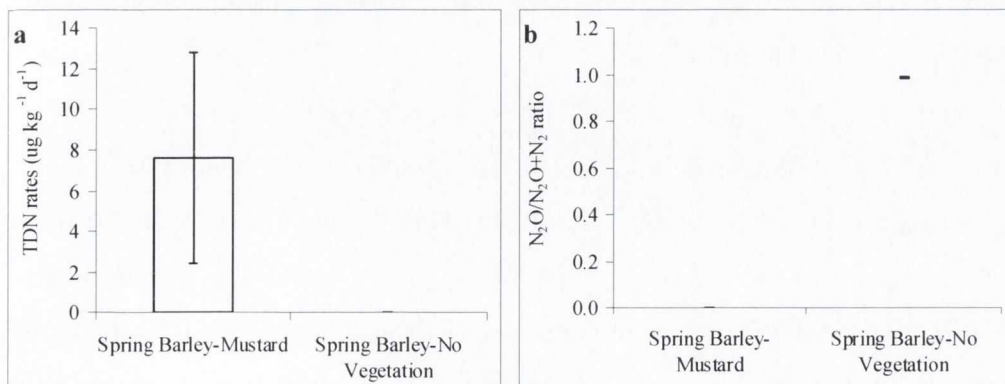 a
14
12
10
8
6
4
2
0
TDN rates (ug kg⁻¹ d⁻¹)
Spring Barley-Mustard
Spring Barley-No
Vegetation
b
1.2
1.0
0.8
0.6
0.4
0.2
0.0
N₂O/N₂O+N₂ ratio
Spring Barley-
Mustard
Spring Barley-No
Vegetation